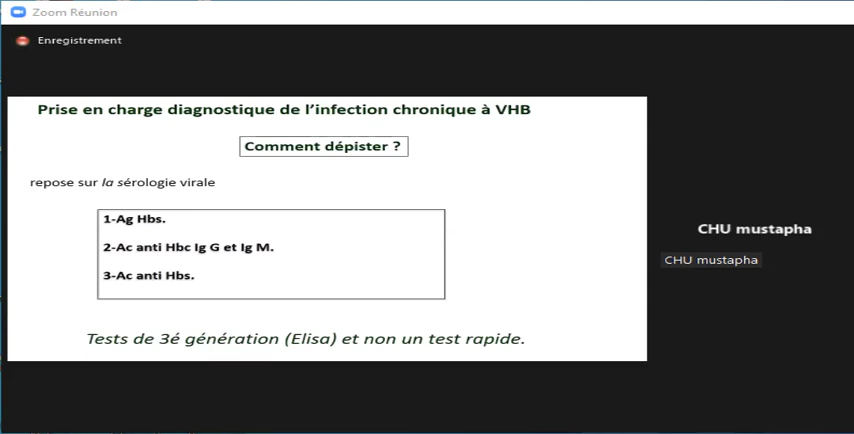 Zoom Réunion
Enregistrement
Prise en charge diagnostique de l'infection chronique à VHB
Comment dépister ?
repose sur la sérologie virale
1-Ag Hbs.
2-Ac anti Hbc Ig G et Ig M.
3-Ac anti Hbs.
Tests de 3é génération (Elisa) et non un test rapide.
CHU mustapha
CHU mustapha